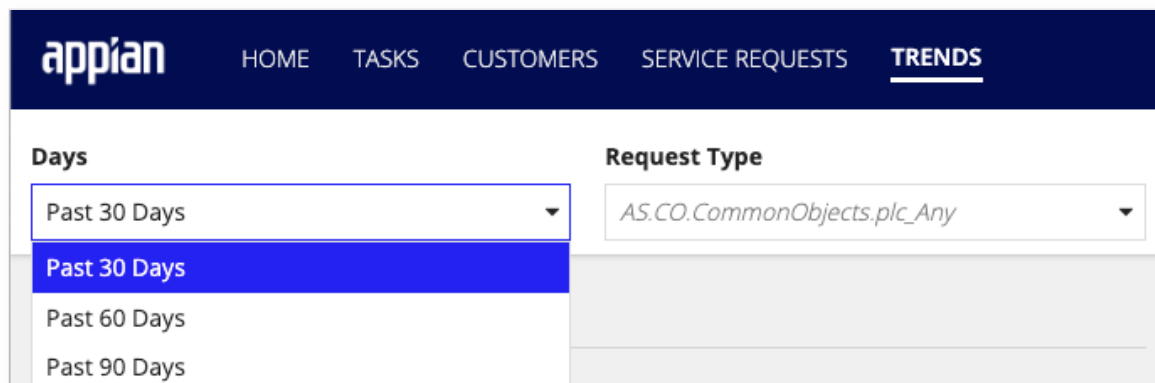 appian HOME TASKS CUSTOMERS SERVICE REQUESTS TRENDS
Days Request Type
Past 30 Days AS.CO.CommonObjects.plc_Any
Past 30 Days
Past 60 Days
Past 90 Days